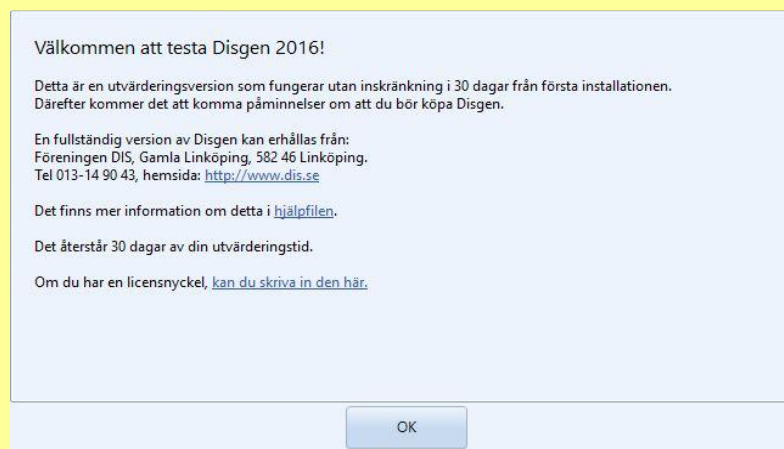 Välkommen att testa Disgen 2016!
Detta är en utvärderingsversion som fungerar utan inskränkning i 30 dagar från första installationen.
Därefter kommer det att komma påminnelser om att du bör köpa Disgen.
En fullständig version av Disgen kan erhållas från:
Föreningen DIS, Gamla Linköping, 582 46 Linköping.
Tel 013-14 90 43, hemsida: http://www.dis.se
Det finns mer information om detta i hjälpfilen.
Det återstår 30 dagar av din utvärderingstid.
Om du har en licensnyckel, kan du skriva in den här.
OK